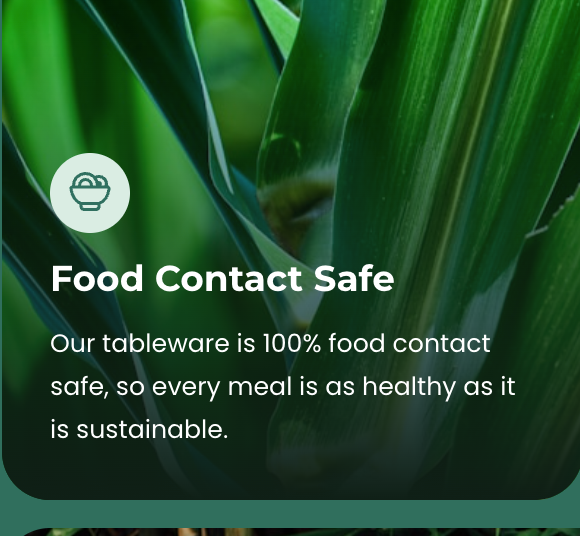 Food Contact Safe
Our tableware is 100% food contact
safe, so every meal is as healthy as it
is sustainable.